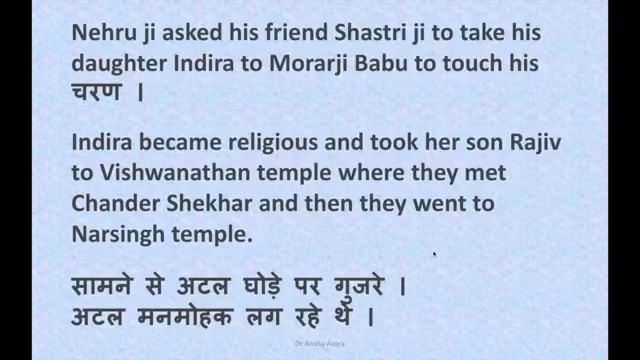 Nehru ji asked his friend Shastri ji to take his
daughter Indira to Morarji Babu to touch his
चरण ।
Indira became religious and took her son Rajiv
to Vishwanathan temple where they met
Chander Shekhar and then they went to
Narsingh temple.
सामने से अटल घोड़े पर गुजरे ।
अटल मनमोहक लग रहे थे ।
Dr Anshu Arora